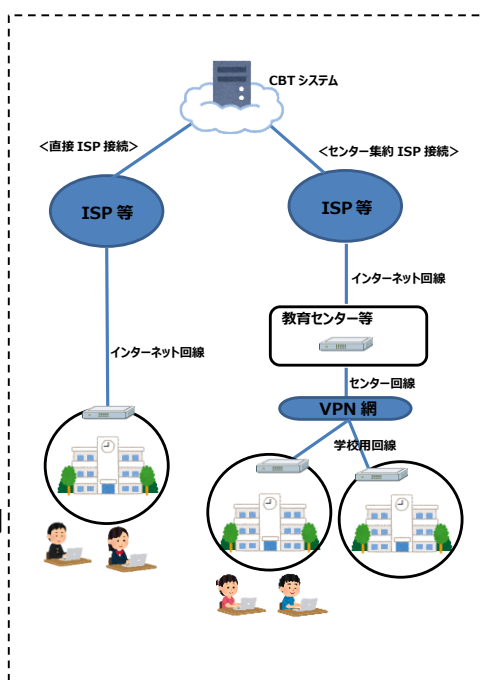 CBT システム
<直接 ISP 接続>
<センター集約 ISP 接続>
ISP 等
ISP 等
インターネット回線
教育センター等
インターネット回線
センター回線
VPN 網
学校用回線